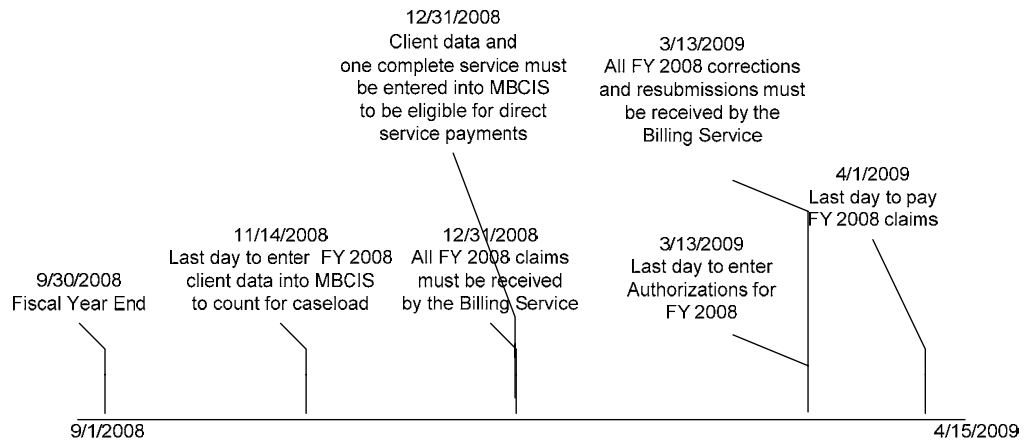 12/31/2008
Client data and
one complete service must
be entered into MBCIS
to be eligible for direct
service payments
3/13/2009
All FY 2008 corrections
and resubmissions must
be received by the
Billing Service
4/1/2009
Last day to pay
FY 2008 claims
9/30/2008
Fiscal Year End
11/14/2008
Last day to enter FY 2008
client data into MBCIS
to count for caseload
12/31/2008
All FY 2008 claims
must be received
by the Billing Service
3/13/2009
Last day to enter
Authorizations for
FY 2008
9/1/2008
4/15/2009